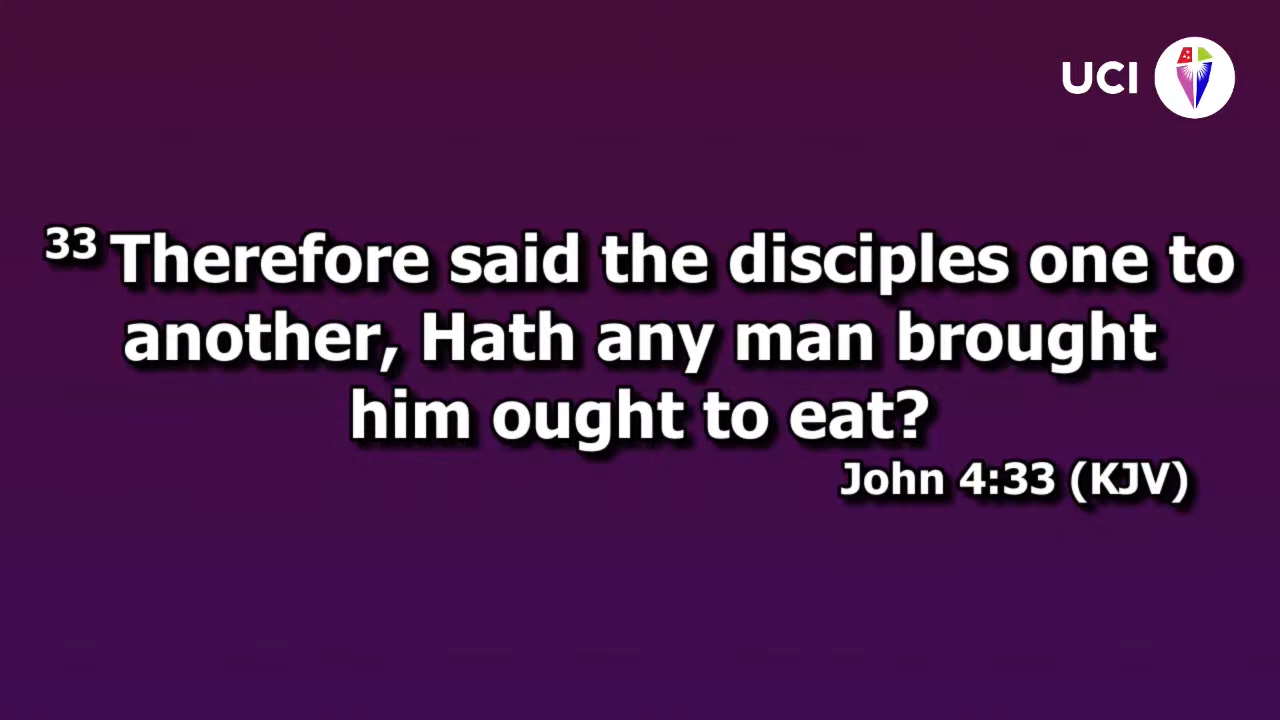 UCI
33 Therefore said the disciples one to
another, Hath any man brought
him ought to eat?
John 4:33 (KJV)